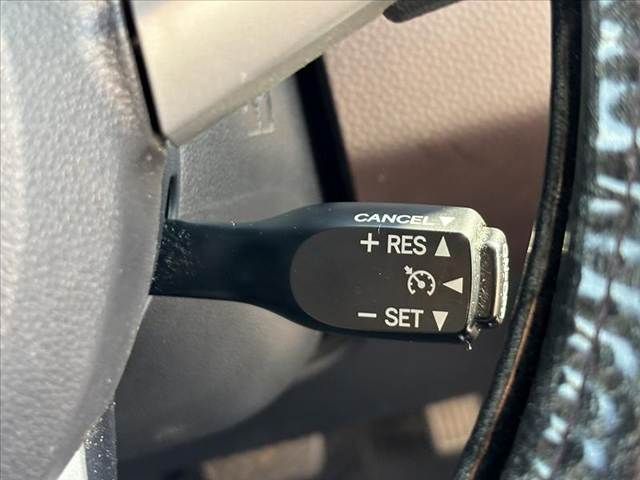 CANCEL▼
+ RES ▲
◀
− SET ▼